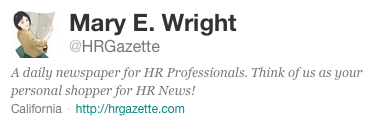 Mary E. Wright
@HRGazette
A daily newspaper for HR Professionals. Think of us as your
personal shopper for HR News!
California · http://hrgazette.com